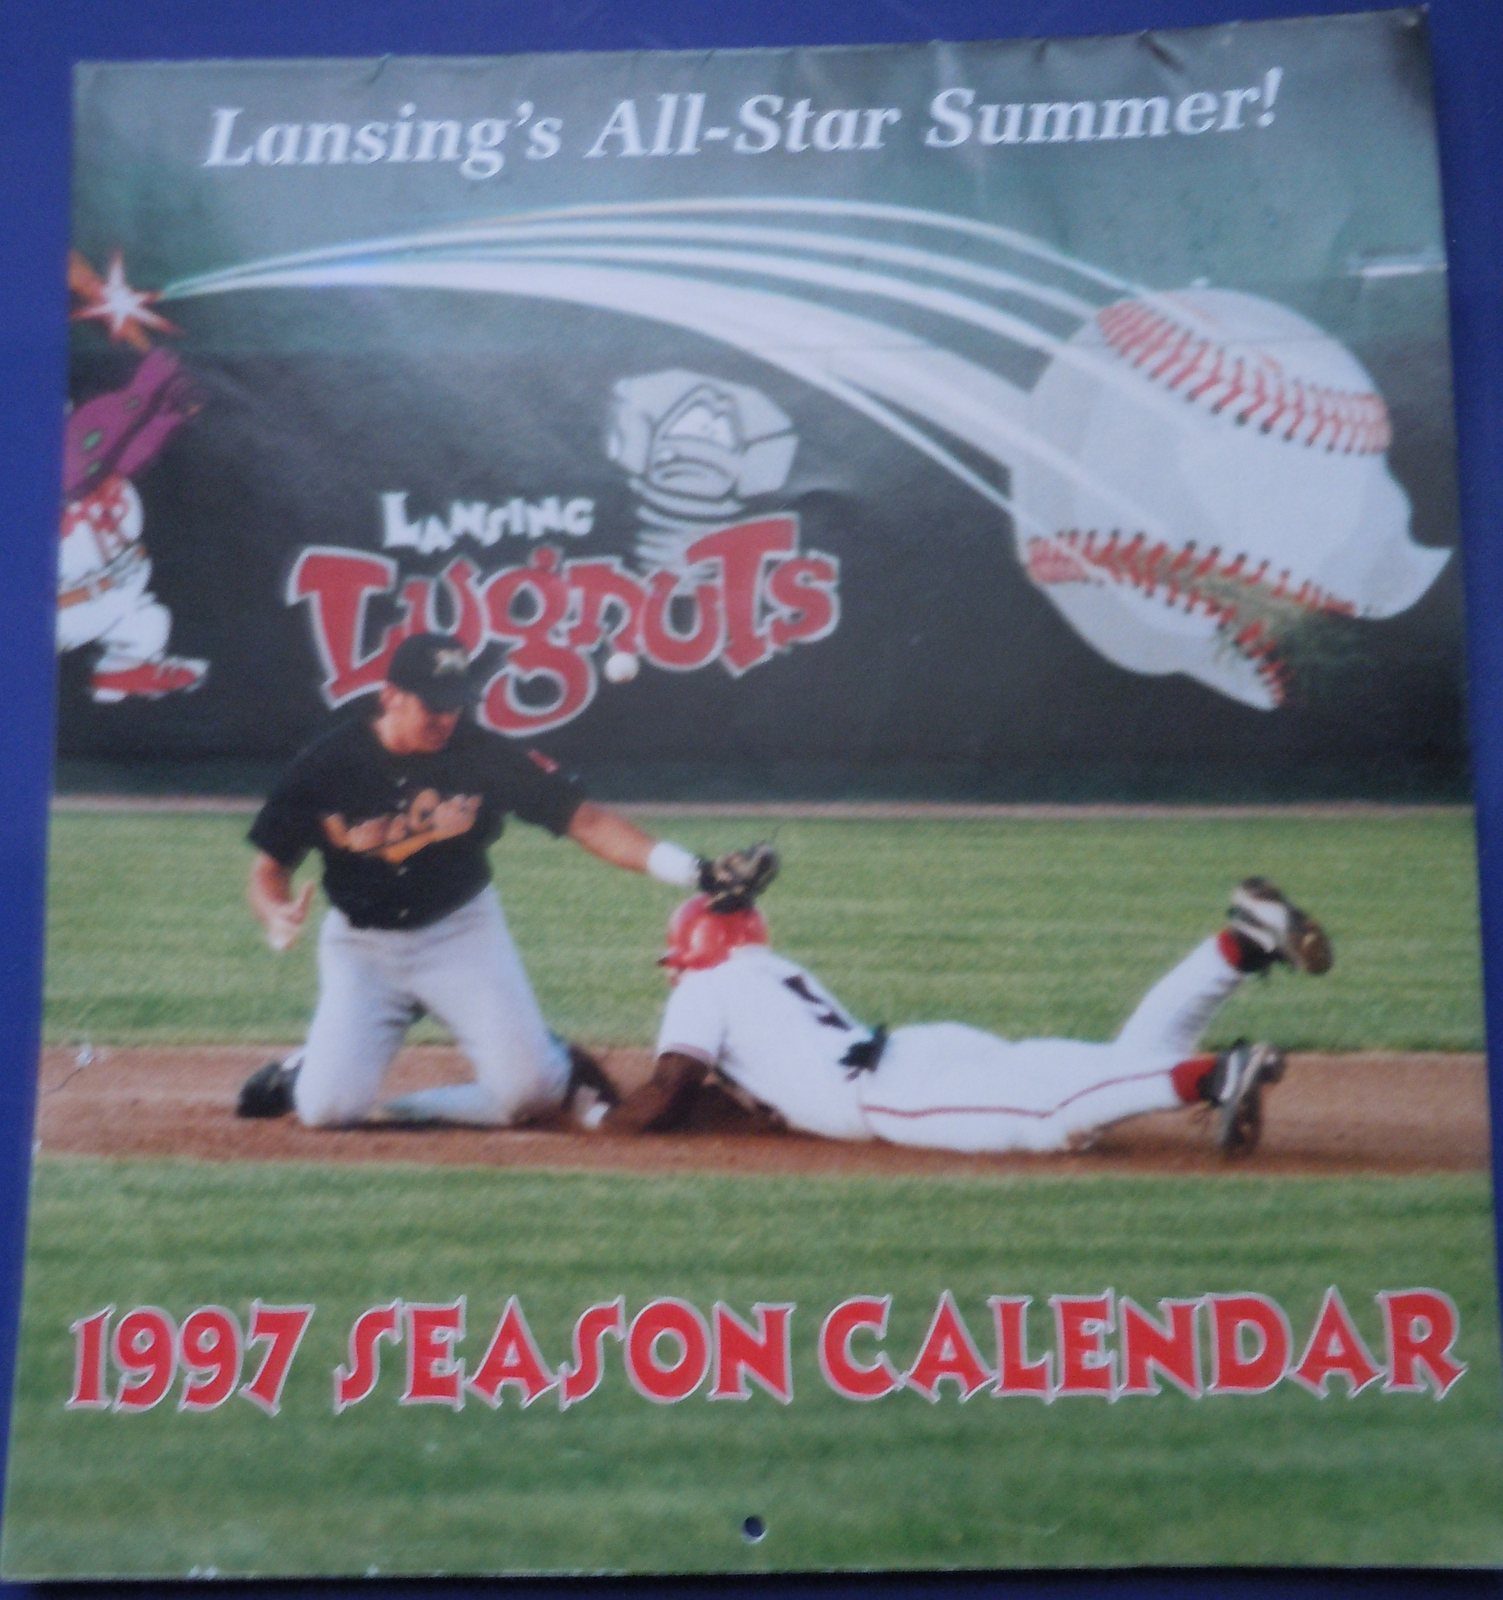 Lansing's All-Star Summer!
LANSING
Lugnuts
1997 SEASON CALENDAR